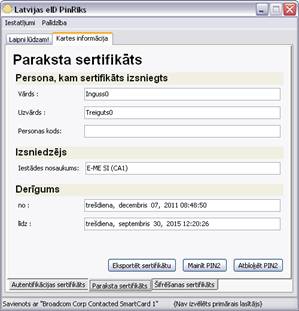 Latvijas eID PinRīks
Iestatījumi Palīdzība
Laipni lūdzam! Kartes informācija
Paraksta sertifikāts
Persona, kam sertifikāts izsniegts
Vārds : Inguss0
Uzvārds : Treiguts0
Personas kods:
Izsniedzējs
Iestādes nosaukums: E-ME SI (CA1)
Derīgums
no : trešdiena, decembris 07, 2011 08:48:50
līdz : trešdiena, septembris 30, 2015 12:20:26
Eksportēt sertifikātu Mainīt PIN2 Atbloķēt PIN2
Autentifikācijas sertifikāts Paraksta sertifikāts Šifrēšanas sertifikāts
Savienots ar "Broadcom Corp Contacted SmartCard 1" (Nav izvēlēts primārais lasītājs)